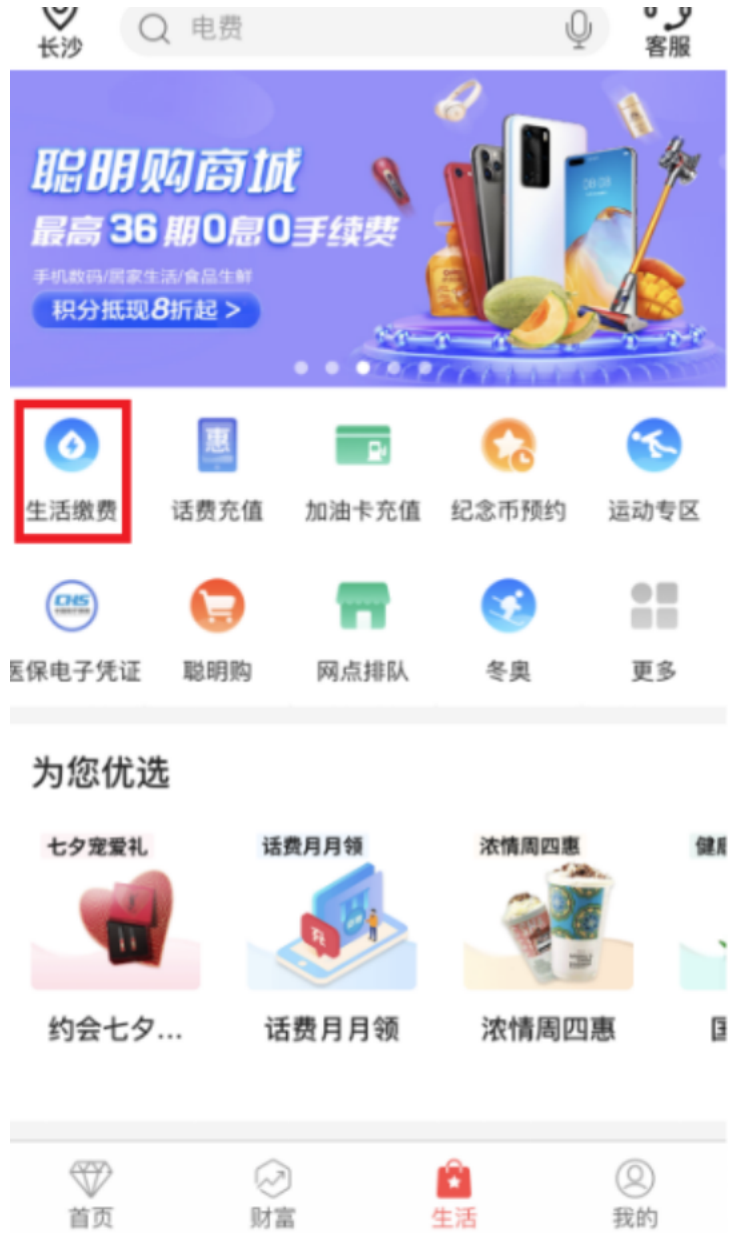 长沙
电费
客服
聪明购商城
最高36期0息0手续费
手机数码/居家生活/食品生鲜
积分抵现8折起 >
生活缴费
话费充值
加油卡充值
纪念币预约
运动专区
医保电子凭证
聪明购
网点排队
冬奥
更多
为您优选
七夕宠爱礼
话费月月领
浓情周四惠
约会七夕...
话费月月领
浓情周四惠
首页
财富
生活
我的